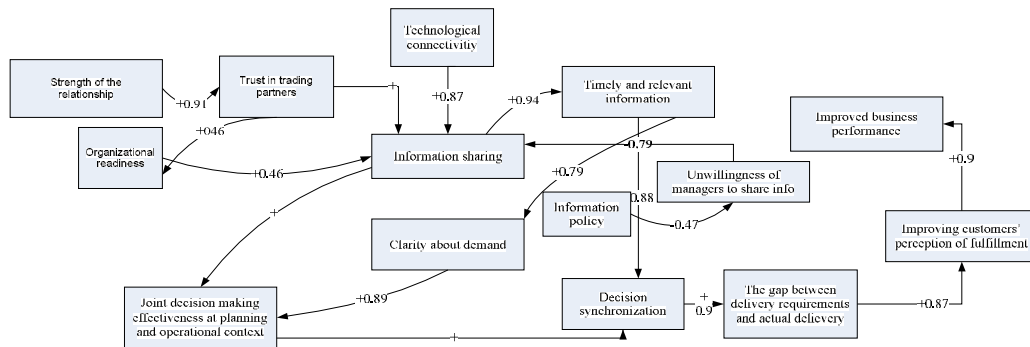 Technological
connectivitiy
Strength of the
relationship
+0.91
Trust in trading
partners
+
+0.87
+0.94
Timely and relevant
information
Improved business
performance
+046
Organizational
readiness
+0.46
Information sharing
-0.79
+0.79
Unwillingness of
managers to share info
+0.9
0.88
Information
policy
-0.47
+
Clarity about demand
Improving customers'
perception of fulfillment
+0.89
Joint decision making
effectiveness at planning
and operational context
+
Decision
synchronization
+
0.9
The gap between
delivery requirements
and actual delievery
+0.87